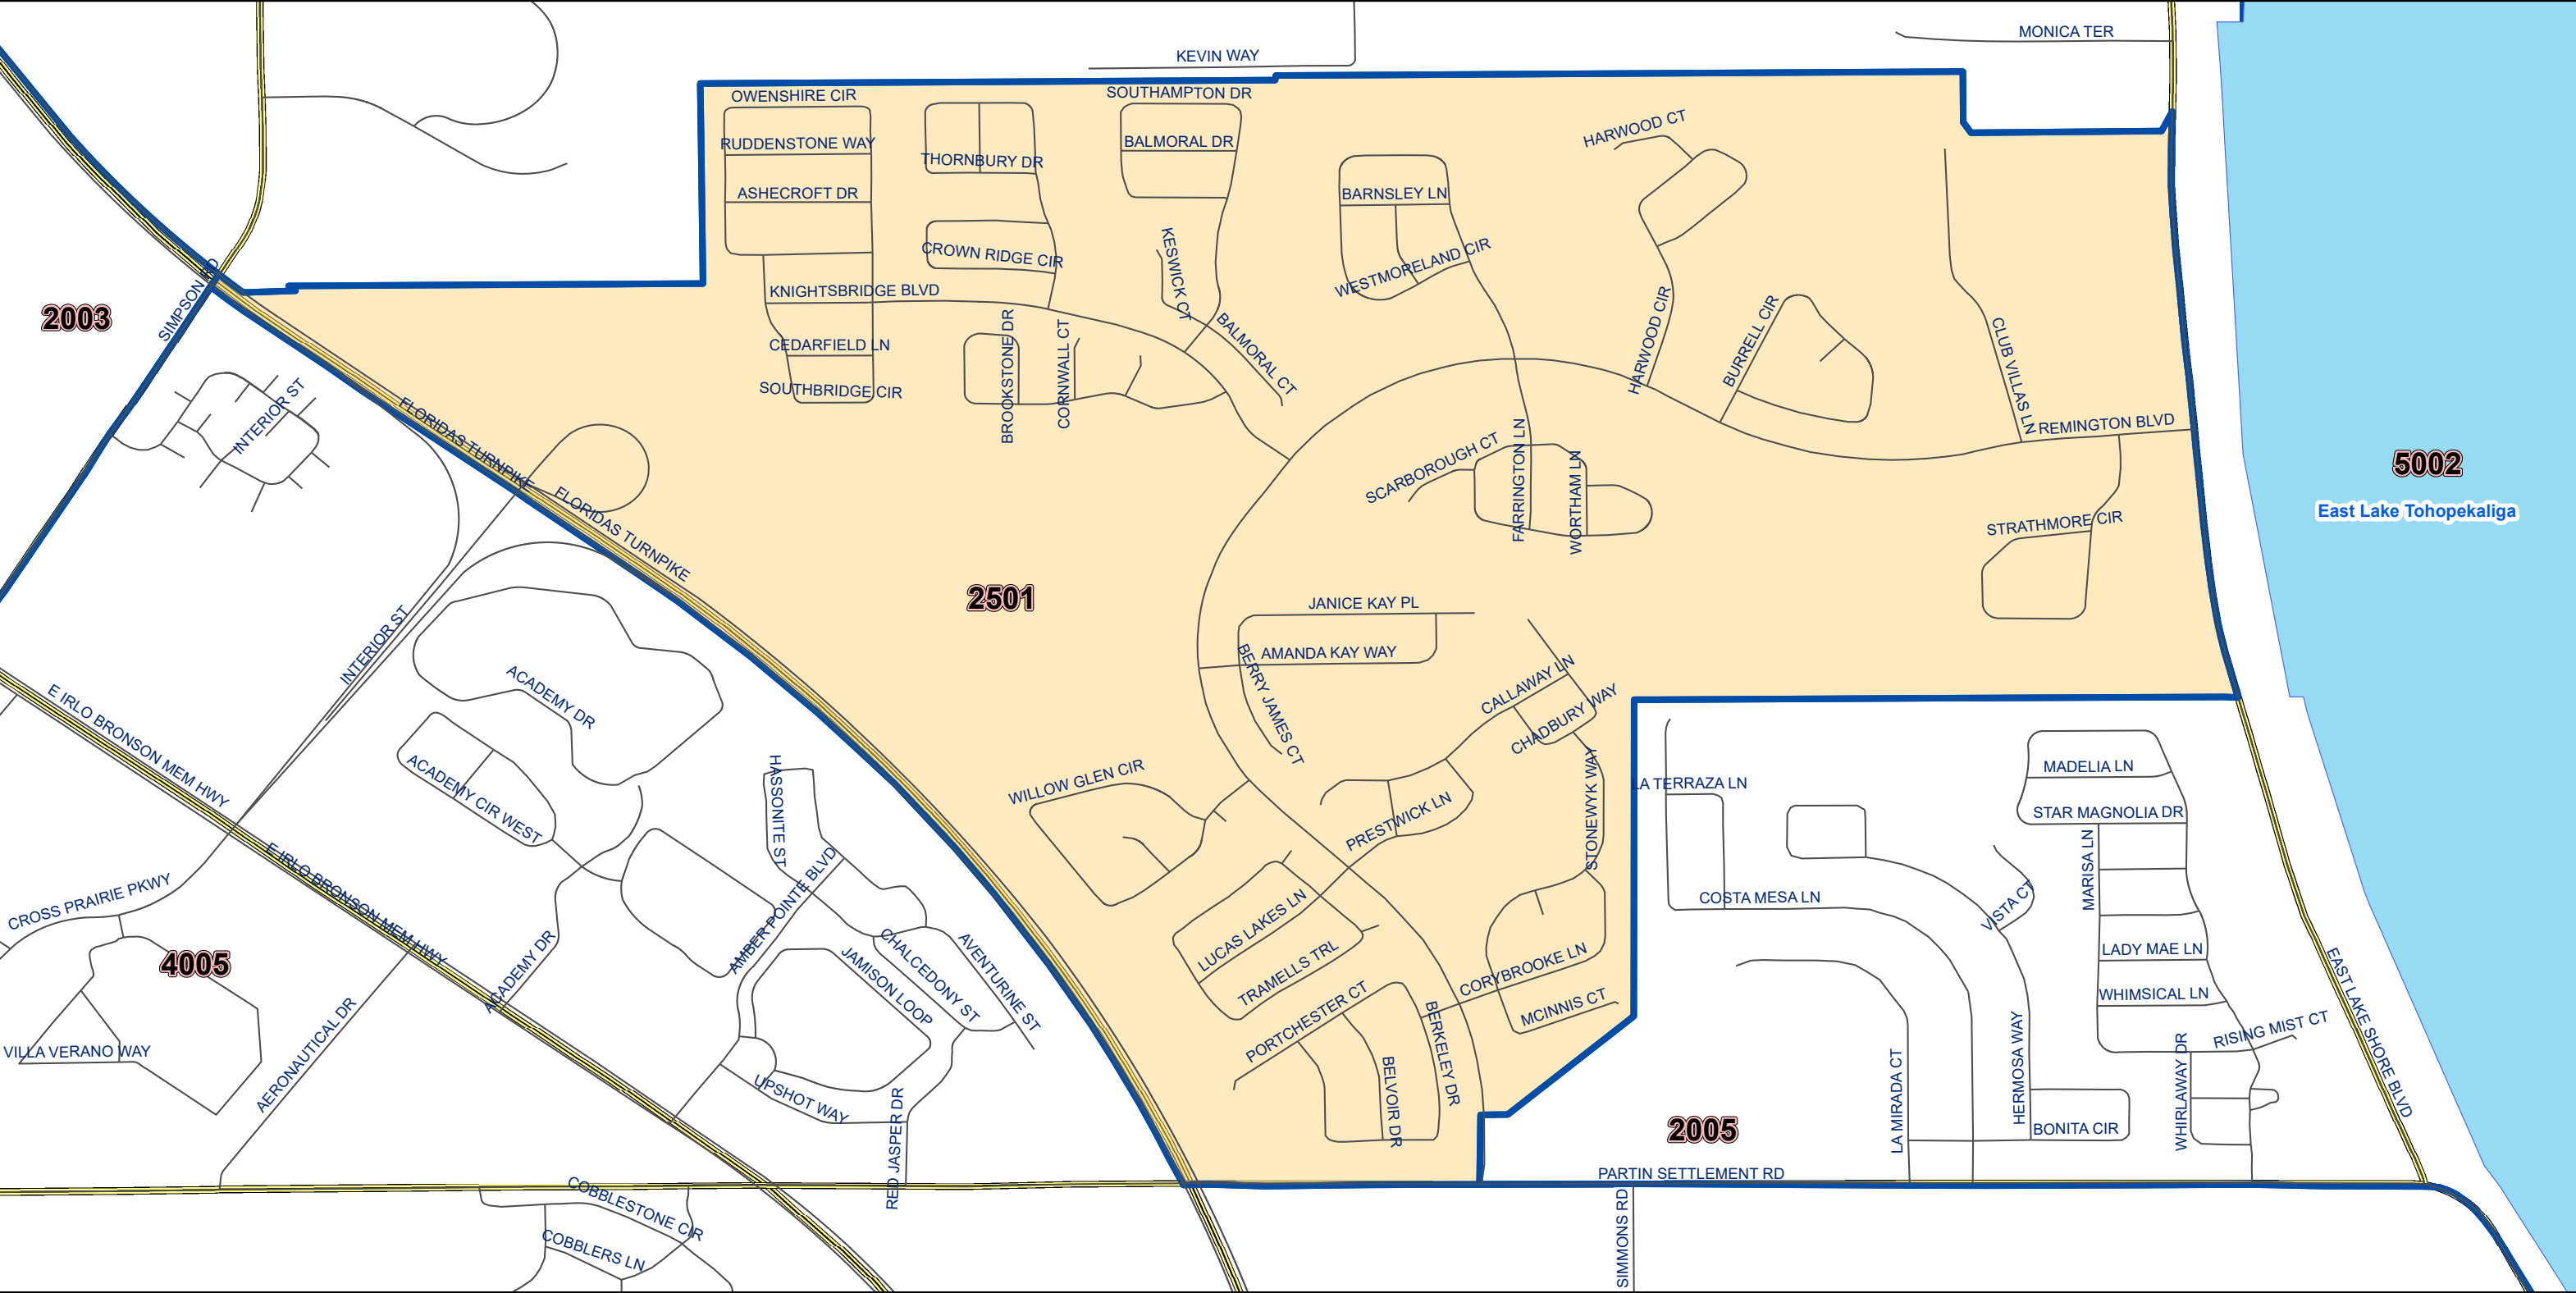 MONICA TER
KEVIN WAY
OWENSHIRE CIR
SOUTHAMPTON DR
RUDDENSTONE WAY
THORNBURY DR
BALMORAL DR
HARWOOD CT
ASHECROFT DR
BARNSLEY LN
CROWN RIDGE CIR
KESWICK CT
WESTMORELAND CIR
KNIGHTSBRIDGE BLVD
SIMPSON RD
2003
CEDARFIELD LN
SOUTHBRIDGE CIR
BROOKSTONE DR
CORNWALL CT
BALMORAL CT
HARWOOD CIR
BURRELL CIR
CLUB VILLAS LN
REMINGTON BLVD
INTERIOR ST
FLORIDAS TURNPIKE
FLORIDAS TURNPIKE
SCARBOROUGH CT
FARRINGTON LN
WORTHAM LN
5002
East Lake Tohopekaliga
STRATHMORE CIR
2501
JANICE KAY PL
AMANDA KAY WAY
BERRY JAMES CT
INTERIOR ST
CALLAWAY LN
CHADBURY WAY
ACADEMY DR
E IRLO BRONSON MEM HWY
ACADEMY CIR WEST
HASSONITE ST
WILLOW GLEN CIR
PRESTWICK LN
STONEWYK WAY
LA TERRAZA LN
MADELIA LN
STAR MAGNOLIA DR
MARISA LN
E IRLO BRONSON MEM HWY
CROSS PRAIRIE PKWY
AMBER POINTE BLVD
COSTA MESA LN
VISTA CT
LUCAS LAKES LN
TRAMELLS TRL
4005
ACADEMY DR
JAMISON LOOP
CHALCEDONY ST
AVENTURINE ST
CORYBROOKE LN
MCINNIS CT
LADY MAE LN
WHIMSICAL LN
RISING MIST CT
EAST LAKE SHORE BLVD
PORTCHESTER CT
BERKELEY DR
BELVOIR DR
VILLA VERANO WAY
AERONAUTICAL DR
UPSHOT WAY
RED JASPER DR
LA MIRADA CT
HERMOSA WAY
WHIRLAWAY DR
2005
BONITA CIR
PARTIN SETTLEMENT RD
COBBLESTONE CIR
COBBLERS LN
SIMMONS RD